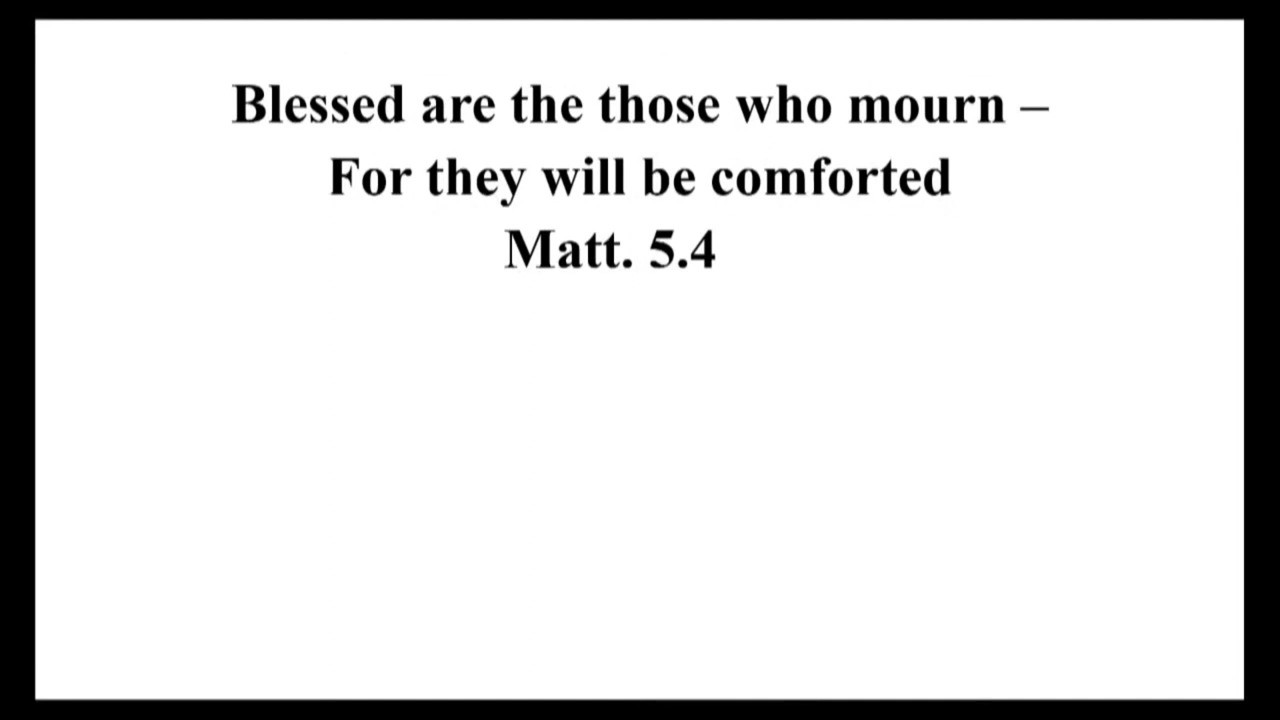 Blessed are the those who mourn –
For they will be comforted
Matt. 5.4